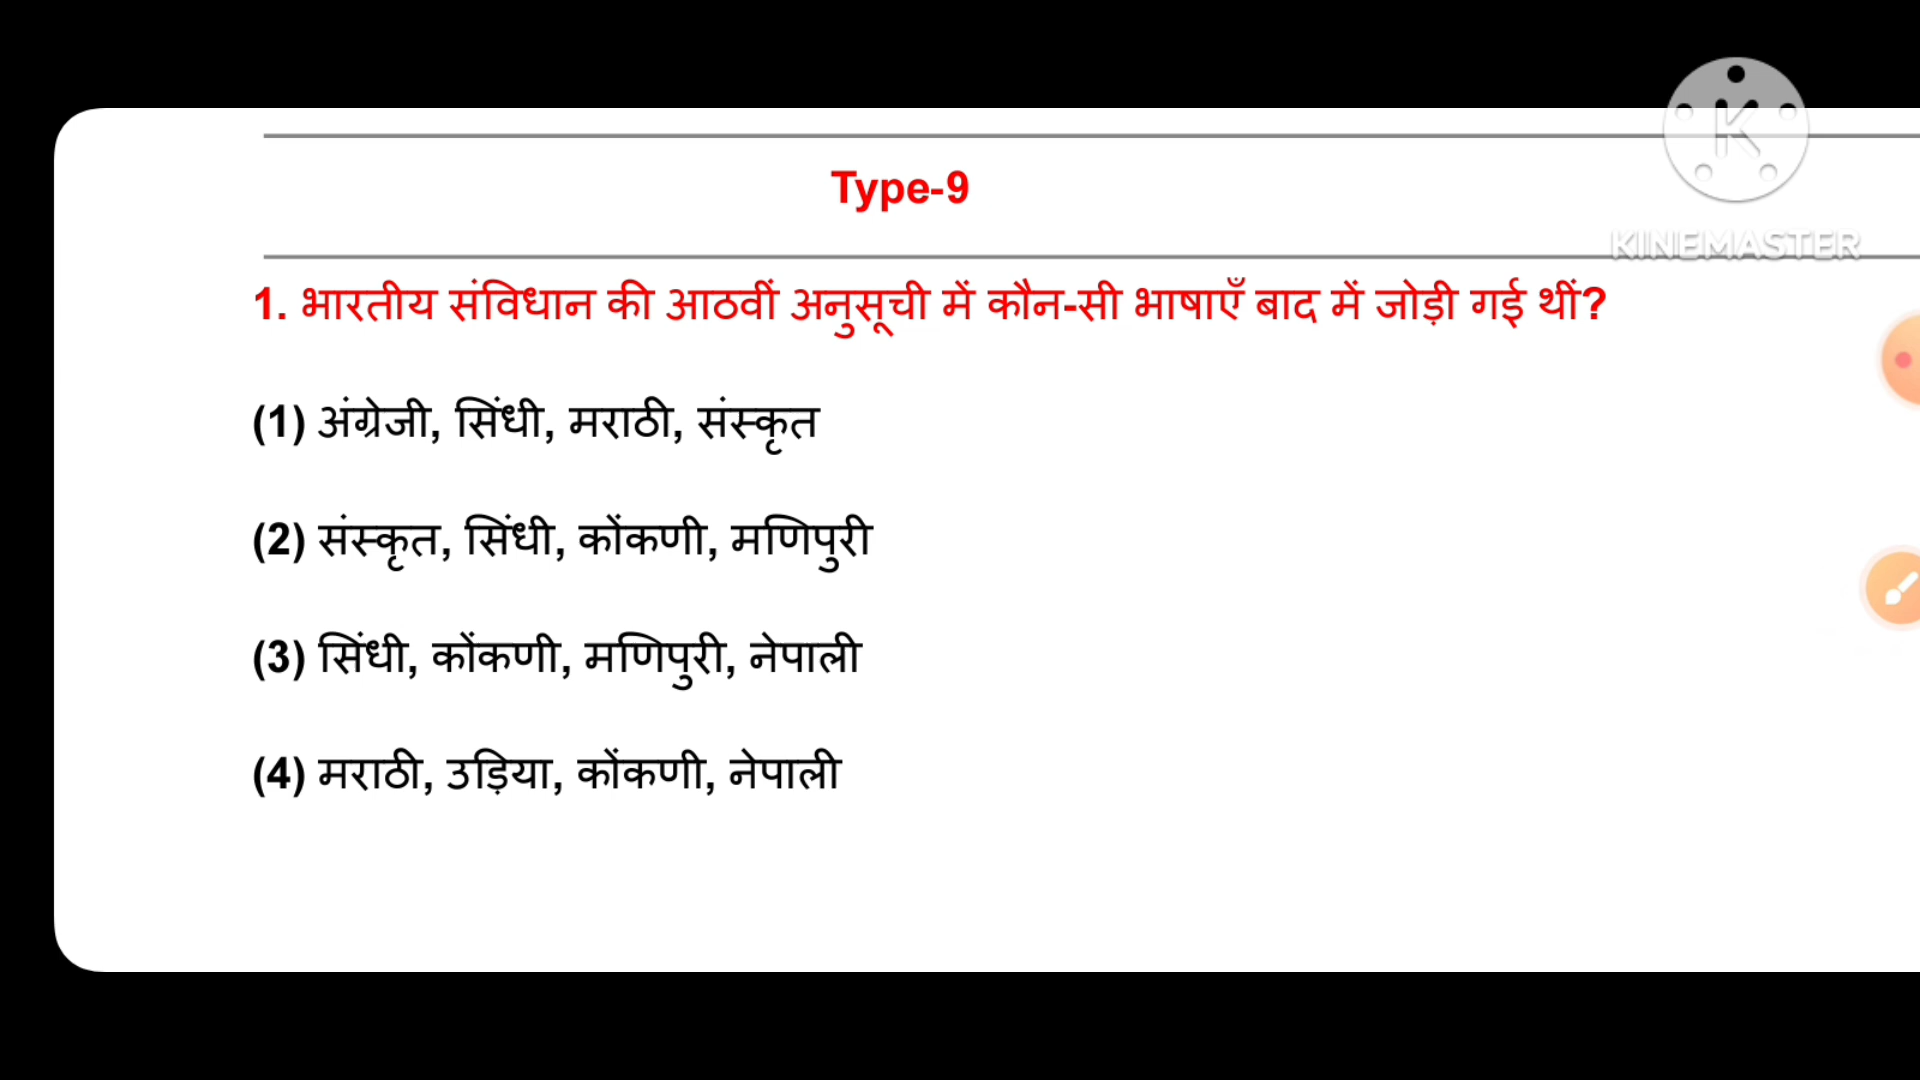 K
KINEMASTER
Type-9
1. भारतीय संविधान की आठवीं अनुसूची में कौन-सी भाषाएँ बाद में जोड़ी गई थीं?
(1) अंग्रेजी, सिंधी, मराठी, संस्कृत
(2) संस्कृत, सिंधी, कोंकणी, मणिपुरी
(3) सिंधी, कोंकणी, मणिपुरी, नेपाली
(4) मराठी, उड़िया, कोंकणी, नेपाली